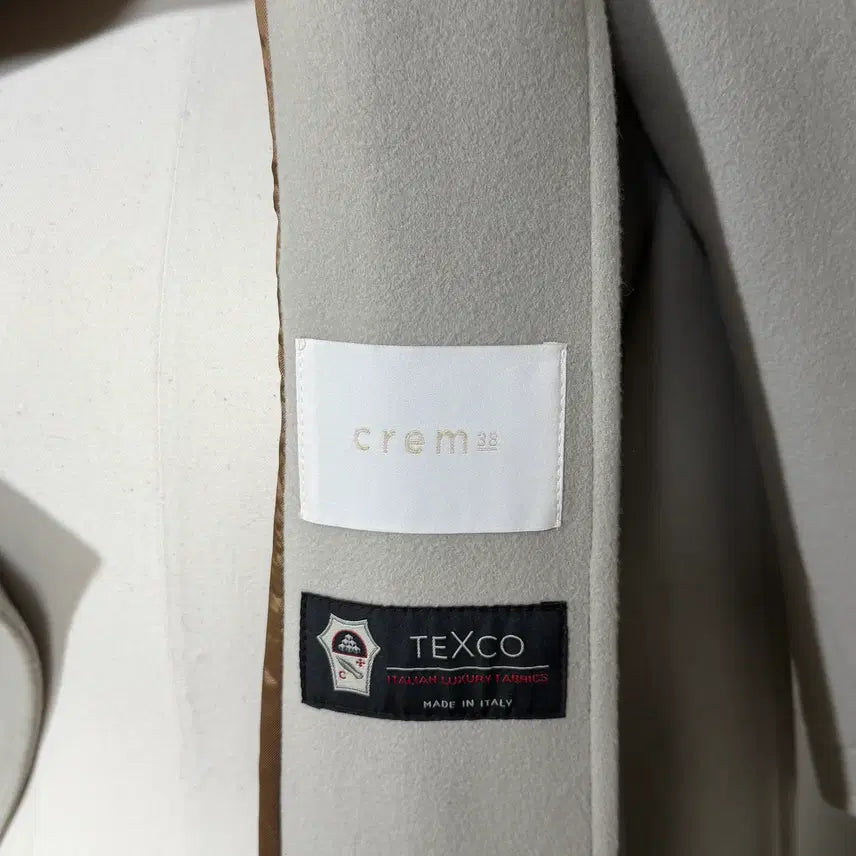 crem 38
TEXCO
ITALIAN LUXURY FABRICS
MADE IN ITALY
C